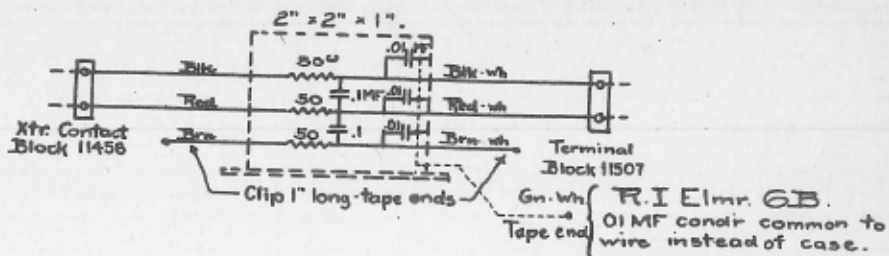 2" × 2" × 1".
.01 MF
50ω
Blk
Blk-wh
Red
50
.1MF
.01
Red-wh
Brn
50
.1
.01
Brn-wh
Xtr. Contact
Block 11456
Terminal
Block 11507
Clip 1" long-tape ends
Gn-Wh
Tape end
R.I Elmr. 6B.
.01 MF condir common to
wire instead of case.